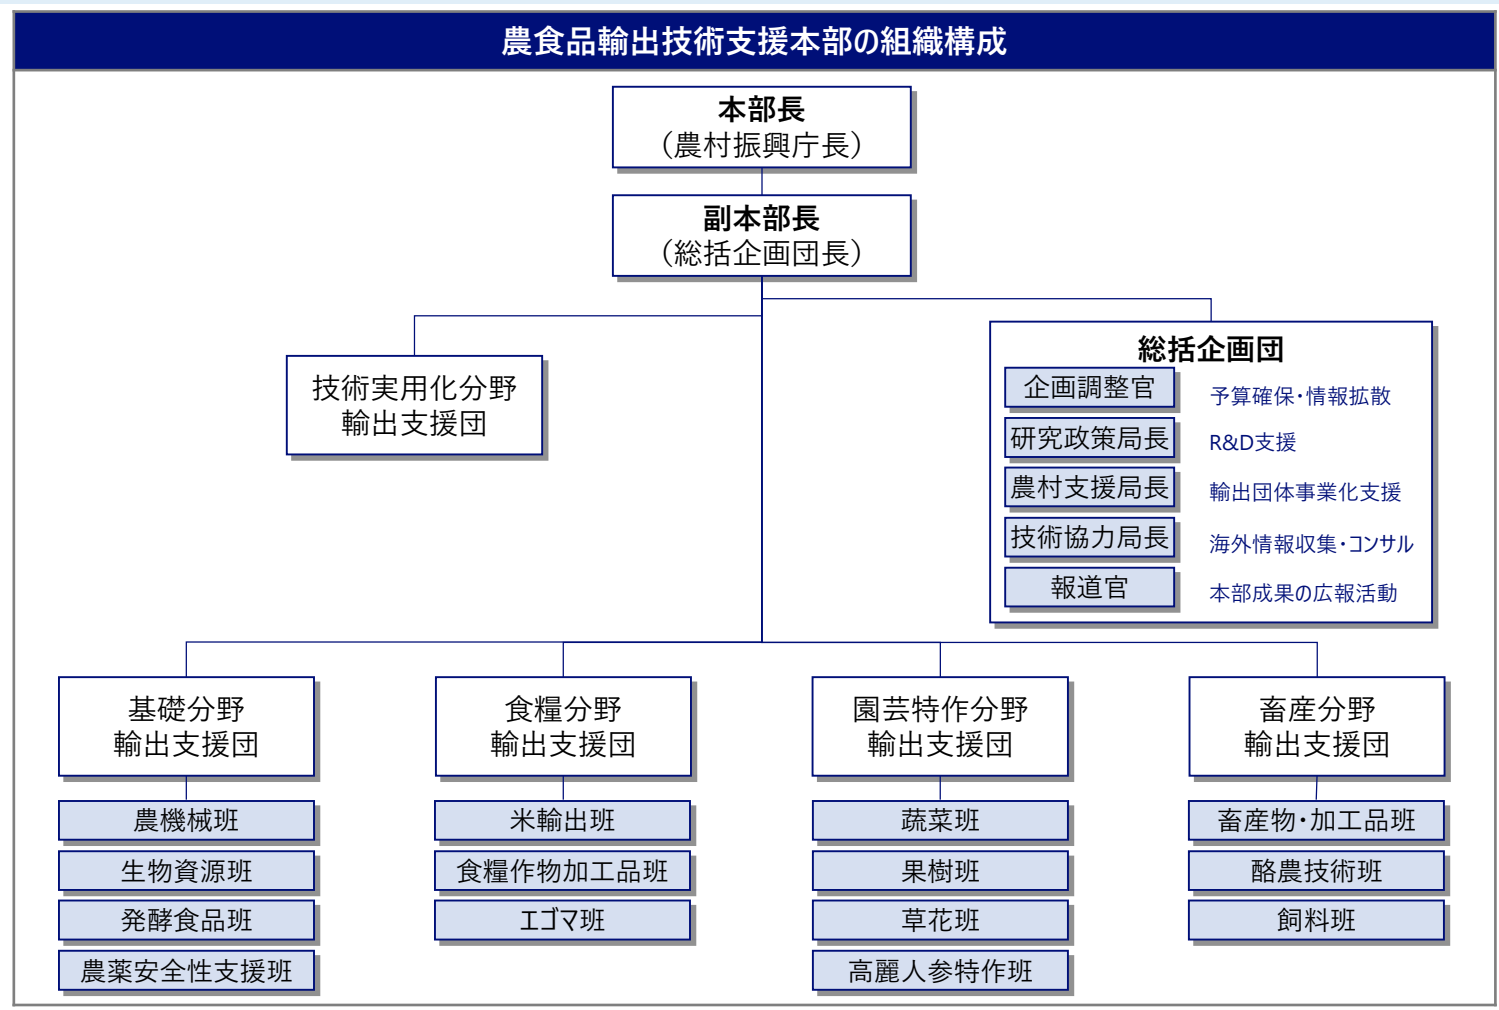 農食品輸出技術支援本部の組織構成
本部長
（農村振興庁長）
副本部長
（総括企画団長）
技術実用化分野
輸出支援団
総括企画団
企画調整官 予算確保・情報拡散
研究政策局長 R&D支援
農村支援局長 輸出団体事業化支援
技術協力局長 海外情報収集・コンサル
報道官 本部成果の広報活動
基礎分野
輸出支援団
農機械班
生物資源班
発酵食品班
農薬安全性支援班
食糧分野
輸出支援団
米輸出班
食糧作物加工品班
エゴマ班
園芸特作分野
輸出支援団
蔬菜班
果樹班
草花班
高麗人参特作班
畜産分野
輸出支援団
畜産物・加工品班
酪農技術班
飼料班